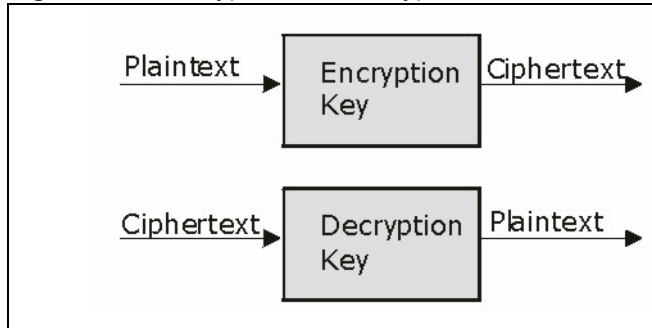 Plaintext
Encryption
Key
Ciphertext
Ciphertext
Decryption
Key
Plaintext